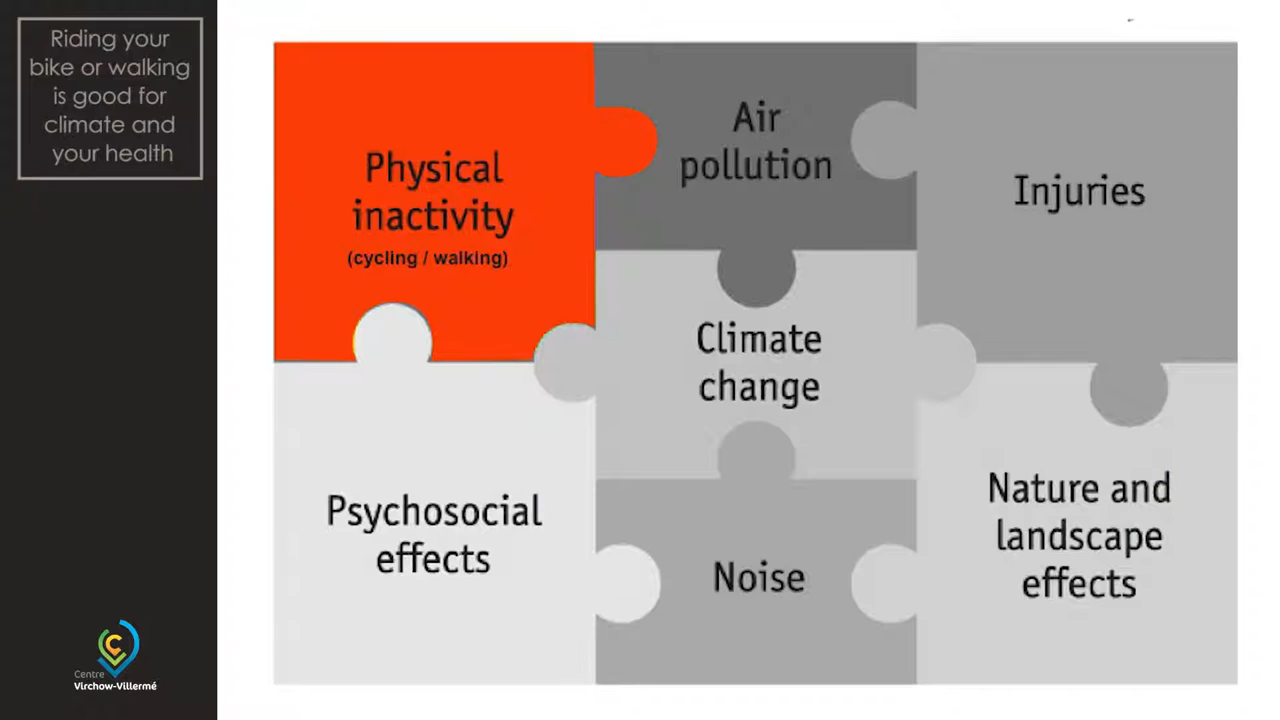 Riding your
bike or walking
is good for
climate and
your health
Physical
inactivity
(cycling / walking)
Air
pollution
Injuries
Climate
change
Psychosocial
effects
Noise
Nature and
landscape
effects
C
Centre
Virchow-Villermé